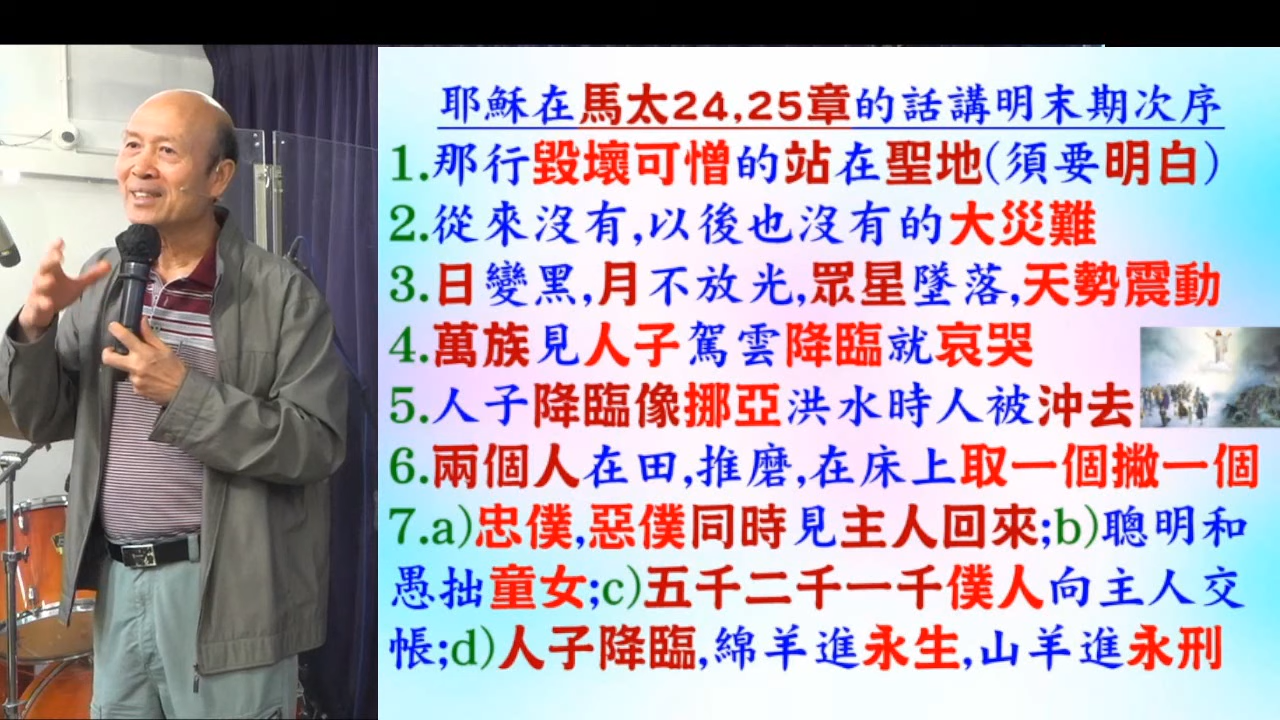 耶穌在馬太24,25章的話講明末期次序
1.那行毀壞可憎的站在聖地(須要明白)
2.從來沒有,以後也沒有的大災難
3.日變黑,月不放光,眾星墜落,天勢震動
4.萬族見人子駕雲降臨就哀哭
5.人子降臨像挪亞洪水時人被沖去
6.兩個人在田,推磨,在床上取一個撇一個
7.a)忠僕,惡僕同時見主人回來;b)聰明和
愚拙童女;c)五千二千一千僕人向主人交
帳;d)人子降臨,綿羊進永生,山羊進永刑